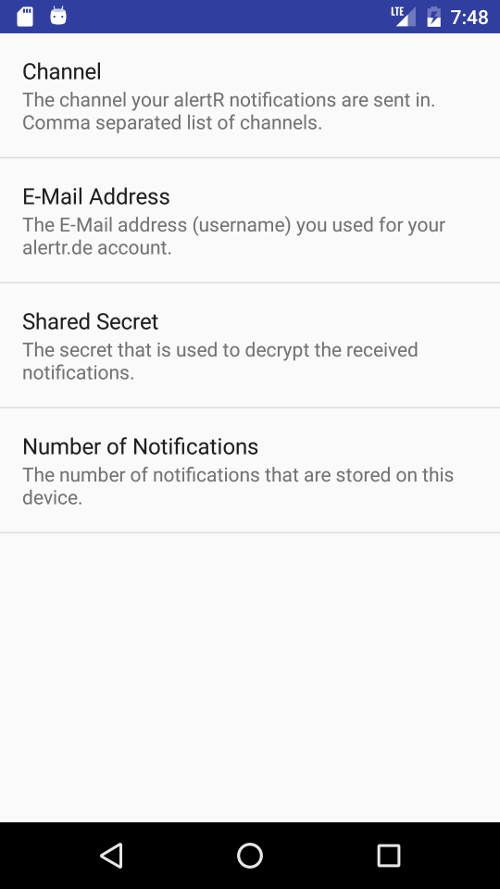 LTE 7:48
Channel
The channel your alertR notifications are sent in.
Comma separated list of channels.
E-Mail Address
The E-Mail address (username) you used for your
alertr.de account.
Shared Secret
The secret that is used to decrypt the received
notifications.
Number of Notifications
The number of notifications that are stored on this
device.